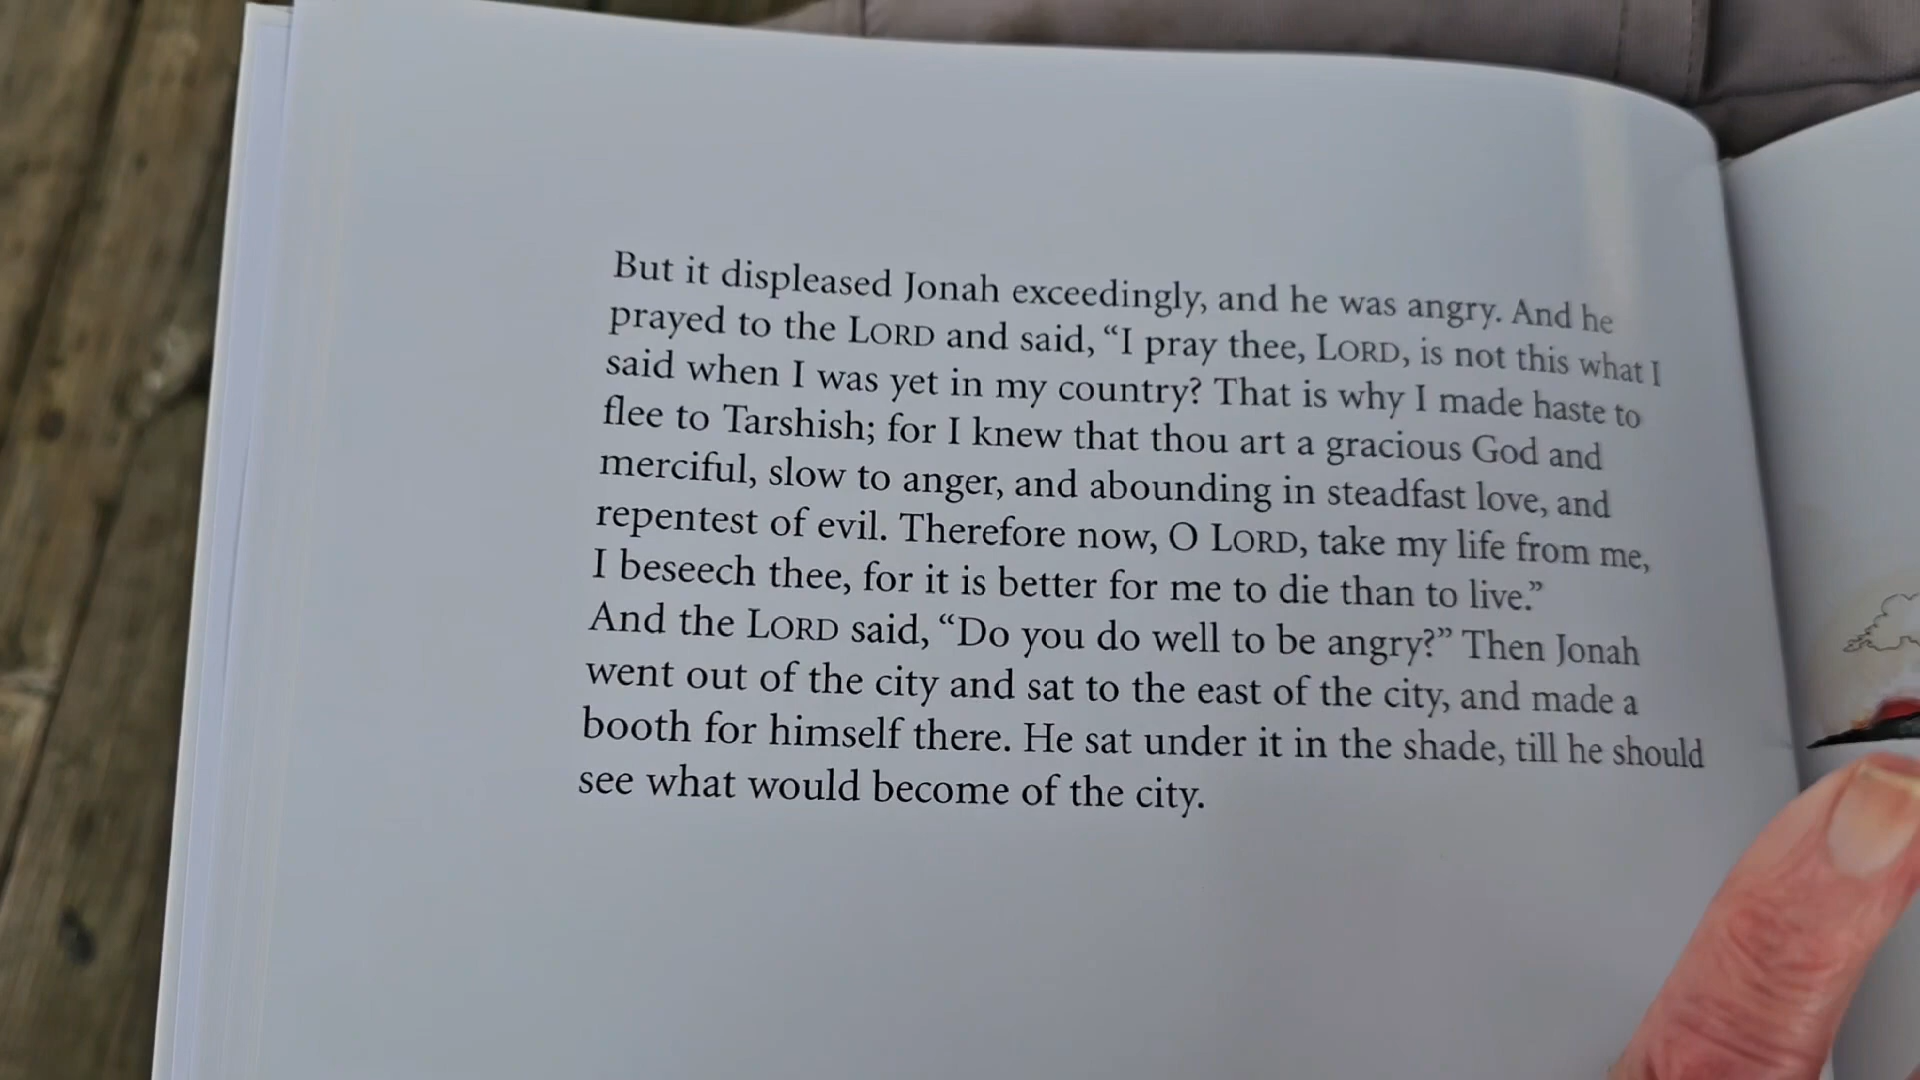 But it displeased Jonah exceedingly, and he was angry. And he
prayed to the LORD and said, “I pray thee, LORD, is not this what I
said when I was yet in my country? That is why I made haste to
flee to Tarshish; for I knew that thou art a gracious God and
merciful, slow to anger, and abounding in steadfast love, and
repentest of evil. Therefore now, O LORD, take my life from me,
I beseech thee, for it is better for me to die than to live.”
And the LORD said, “Do you do well to be angry?” Then Jonah
went out of the city and sat to the east of the city, and made a
booth for himself there. He sat under it in the shade, till he should
see what would become of the city.